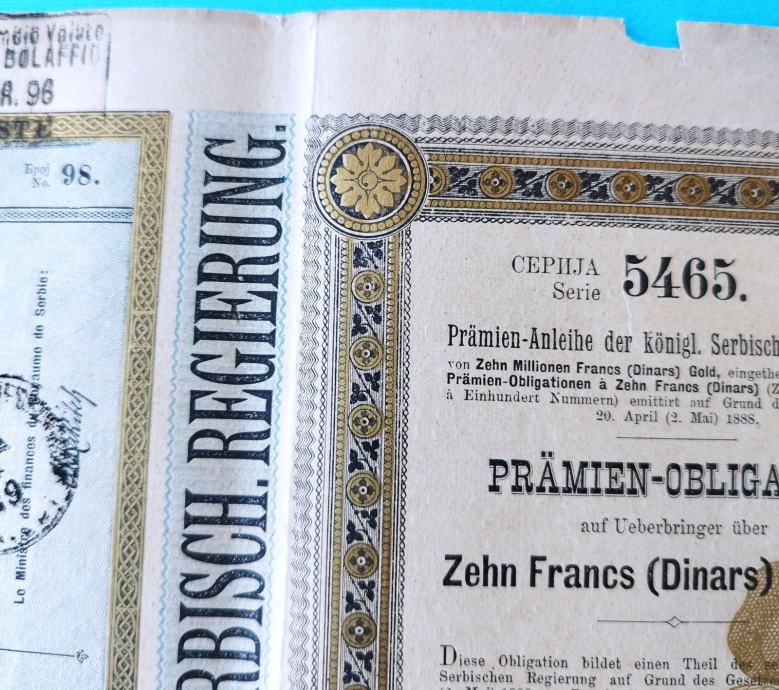 BOLAFFIO
R. 96
Број
No. 98.
Le Ministre des finances du Royaume de Serbie:
RBISCH. REGIERUNG.
СЕРИЈА
Serie 5465.
Prämien-Anleihe der königl. Serbisch
von Zehn Millionen Francs (Dinars) Gold, eingethe
Prämien-Obligationen à Zehn Francs (Dinars) (Z
à Einhundert Nummern) emittirt auf Grund d
20. April (2. Mai) 1888.
PRÄMIEN-OBLIGA
auf Ueberbringer über
Zehn Francs (Dinars)
Diese Obligation bildet einen Theil des
Serbischen Regierung auf Grund des Gesetzes